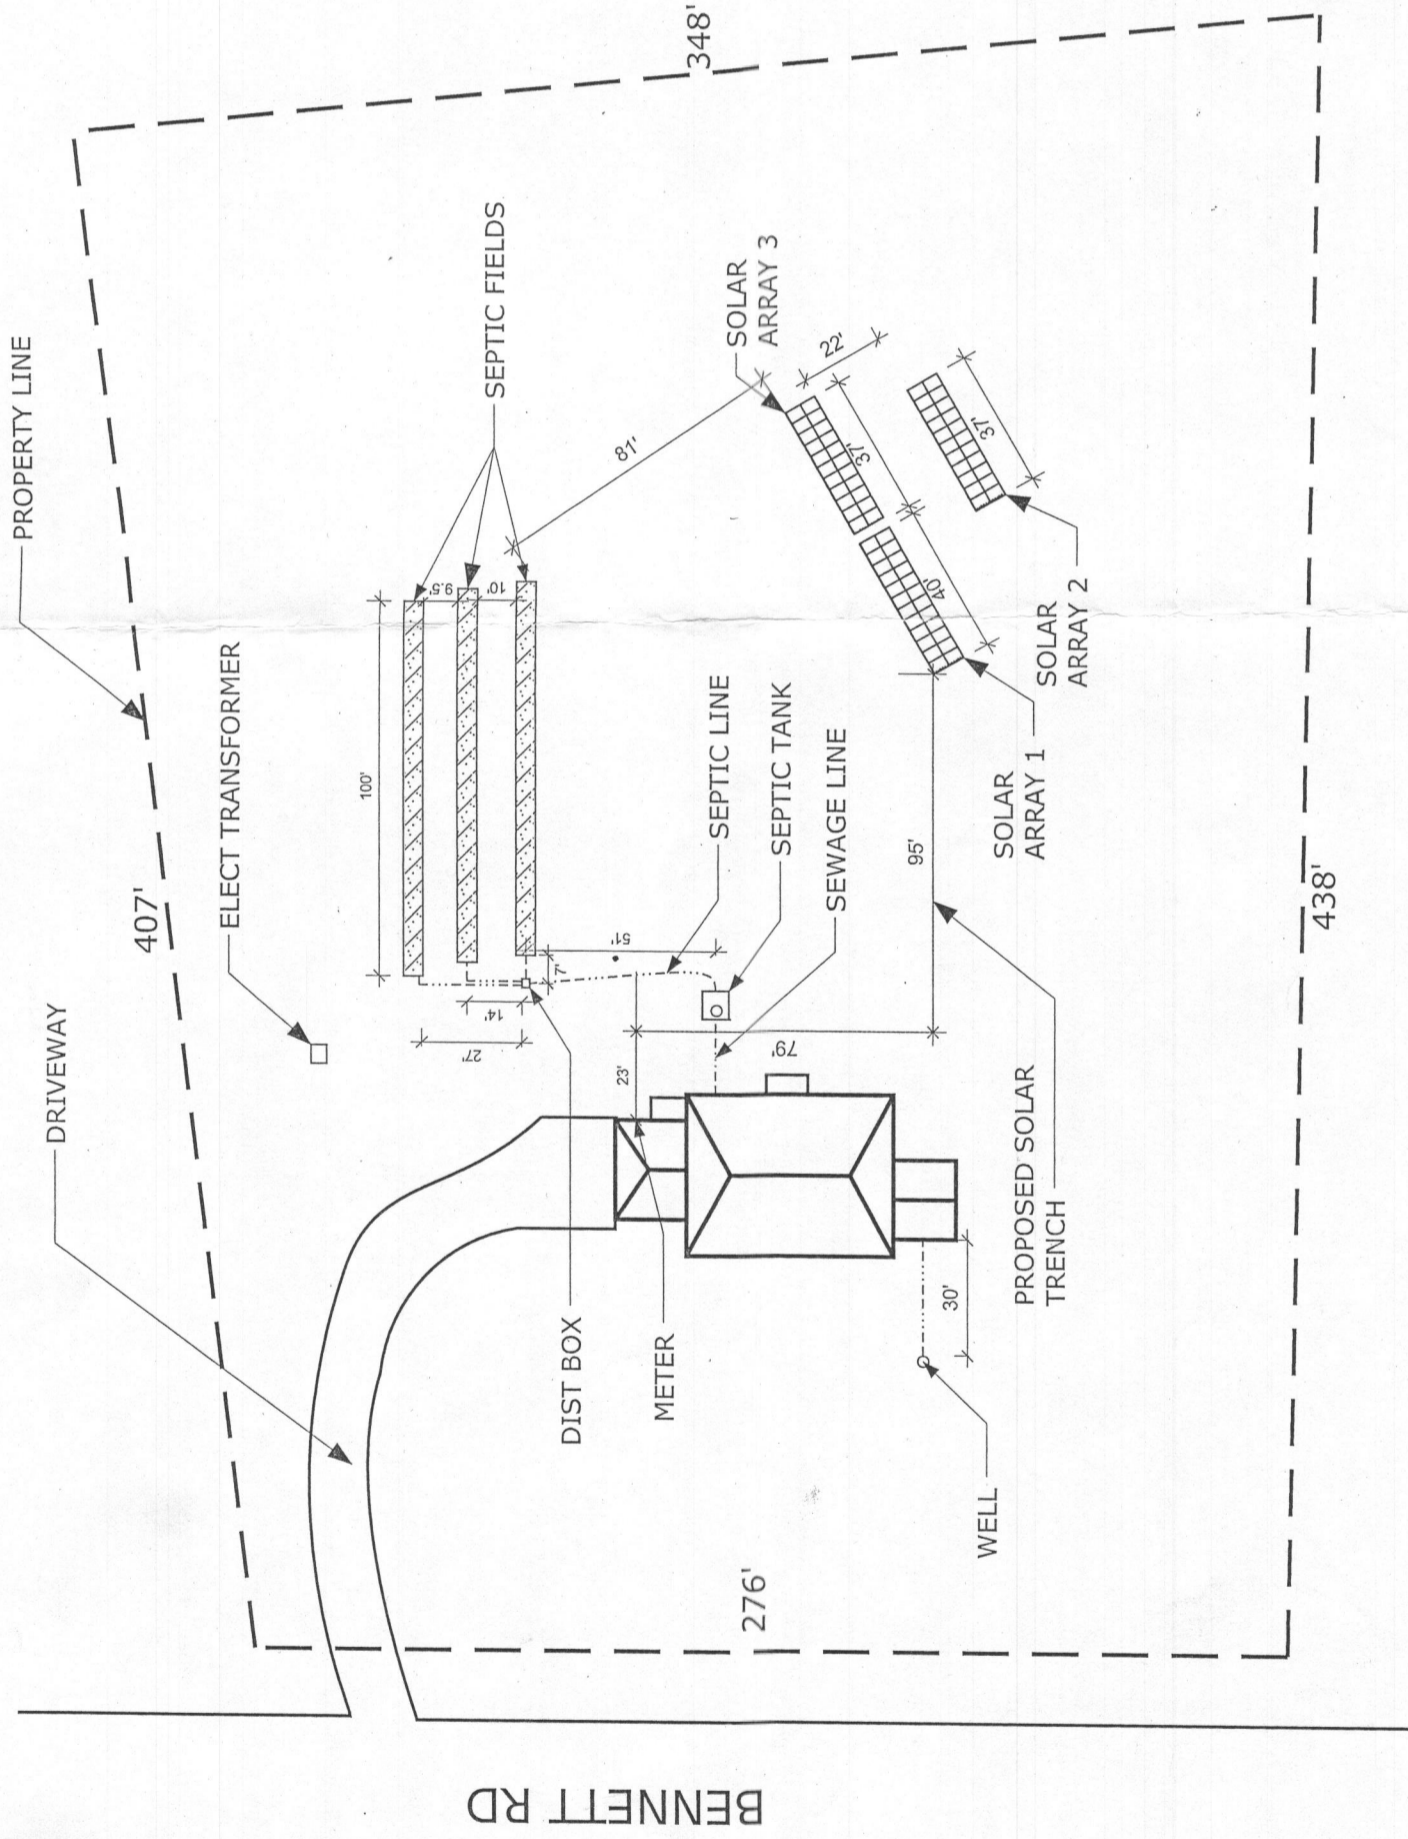 PROPERTY LINE
348'
407'
DRIVEWAY
ELECT TRANSFORMER
SEPTIC FIELDS
100'
9.5'
10'
81'
SOLAR
ARRAY 3
22'
37'
37'
40'
SOLAR
ARRAY 2
SOLAR
ARRAY 1
SEPTIC LINE
SEPTIC TANK
SEWAGE LINE
51'
7'
14'
27'
23'
79'
95'
438'
DIST BOX
METER
PROPOSED SOLAR
TRENCH
30'
WELL
276'
BENNETT RD